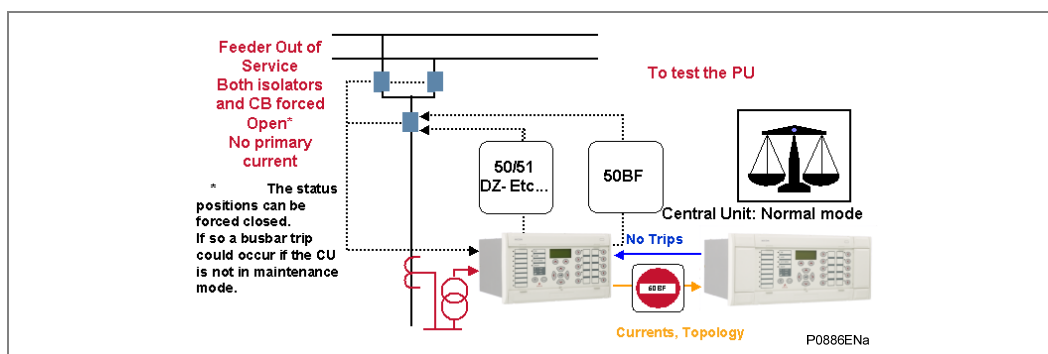 Feeder Out of
Service
Both isolators
and CB forced
Open*
No primary
current
* The status
positions can be
forced closed.
If so a busbar trip
could occur if the CU
is not in maintenance
mode.
To test the PU
50/51
DZ- Etc...
50BF
Central Unit: Normal mode
No Trips
50BF
Currents, Topology
P0886ENa